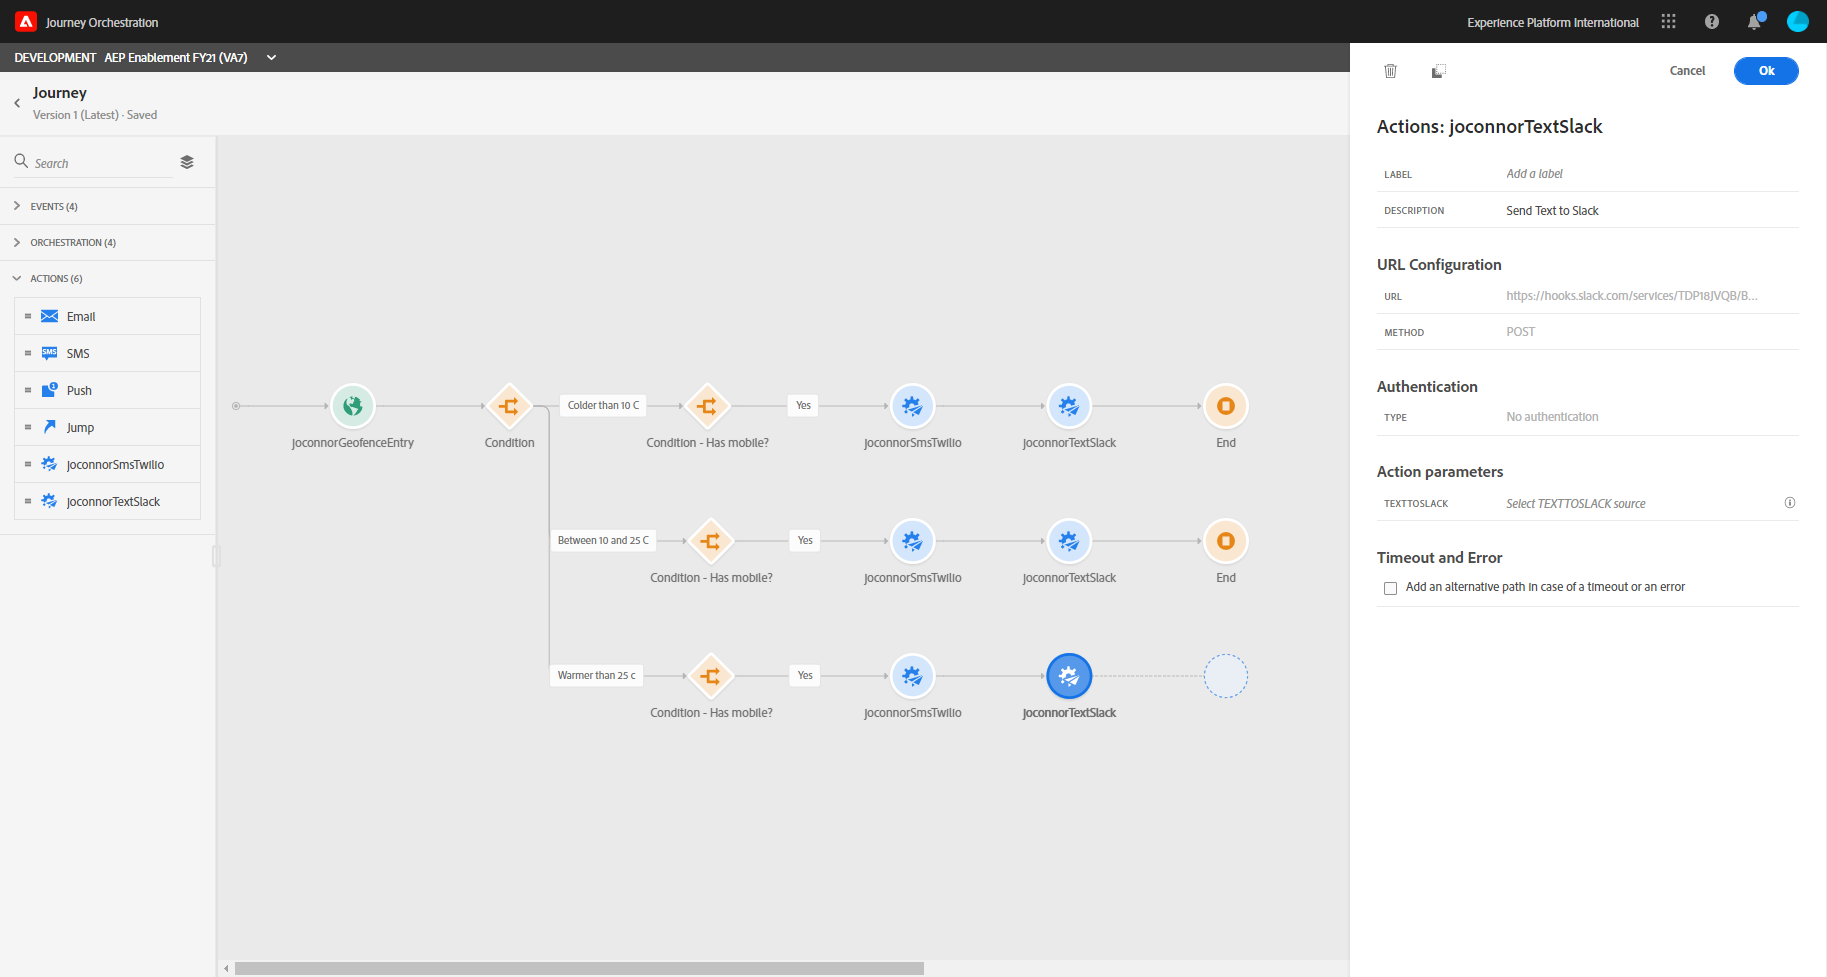 Journey Orchestration
Experience Platform International
DEVELOPMENT AEP Enablement FY21 (VA7)
Journey
Version 1 (Latest) · Saved
Search
EVENTS (4)
ORCHESTRATION (4)
ACTIONS (6)
Email
SMS
SMS
Push
Jump
joconnorSmsTwilio
joconnorTextSlack
Colder than 10 C
Yes
joconnorGeofenceEntry
Condition
Condition - Has mobile?
joconnorSmsTwilio
joconnorTextSlack
End
Between 10 and 25 C
Yes
Condition - Has mobile?
joconnorSmsTwilio
joconnorTextSlack
End
Warmer than 25 c
Yes
Condition - Has mobile?
joconnorSmsTwilio
joconnorTextSlack
Cancel
Ok
Actions: joconnorTextSlack
LABEL Add a label
DESCRIPTION Send Text to Slack
URL Configuration
URL https://hooks.slack.com/services/TDP18JVQB/B...
METHOD POST
Authentication
TYPE No authentication
Action parameters
TEXTTOSLACK Select TEXTTOSLACK source
Timeout and Error
Add an alternative path in case of a timeout or an error